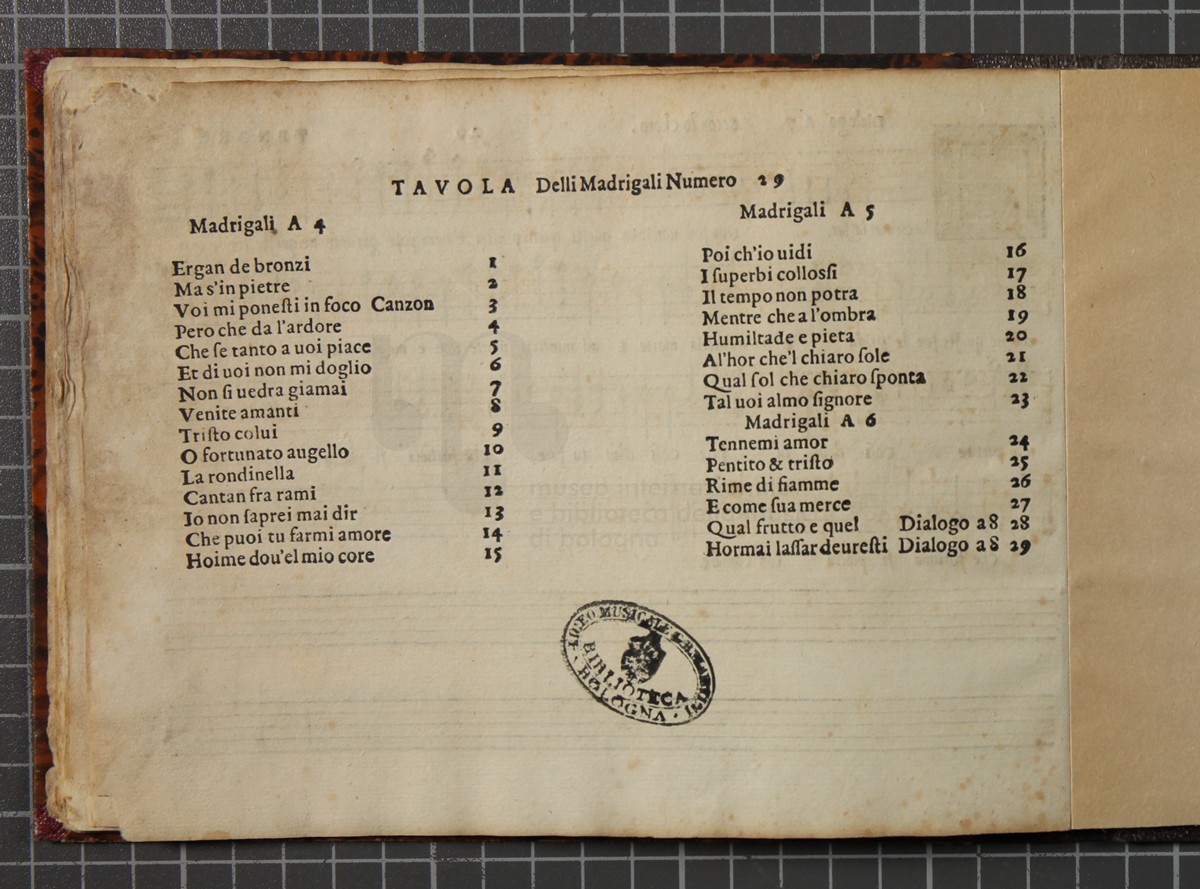 TAVOLA Delli Madrigali Numero 29
Madrigali A 4
Ergan de bronzi 1
Ma s'in pietre 2
Voi mi poneſti in foco Canzon 3
Pero che da l'ardore 4
Che ſe tanto a uoi piace 5
Et di uoi non mi doglio 6
Non ſi uedra giamai 7
Venite amanti 8
Triſto colui 9
O fortunato augello 10
La rondinella 11
Cantan fra rami 12
Io non ſaprei mai dir 13
Che puoi tu farmi amore 14
Hoime dou'el mio core 15
Madrigali A 5
Poi ch'io uidi 16
I ſuperbi colloſſi 17
Il tempo non potra 18
Mentre che a l'ombra 19
Humiltade e pieta 20
Al'hor che'l chiaro ſole 21
Qual ſol che chiaro ſponta 22
Tal uoi almo ſignore 23
Madrigali A 6
Tennemi amor 24
Pentito & triſto 25
Rime di fiamme 26
E come ſua merce 27
Qual frutto e quel Dialogo a 8 28
Hormai laſſar deureſti Dialogo a 8 29
LICEO MUSICALE G. B. MARTINI
BIBLIOTECA
BOLOGNA
museo interna
e biblioteca de
di bologna